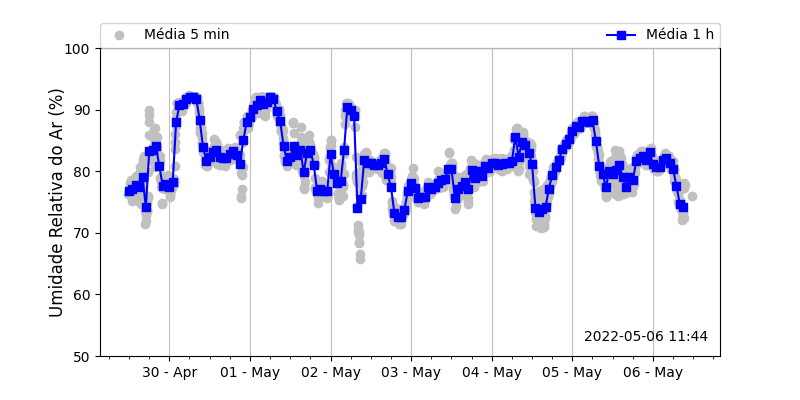 Média 5 min
Média 1 h
Umidade Relativa do Ar (%)
100
90
80
70
60
50
2022-05-06 11:44
30 - Apr
01 - May
02 - May
03 - May
04 - May
05 - May
06 - May